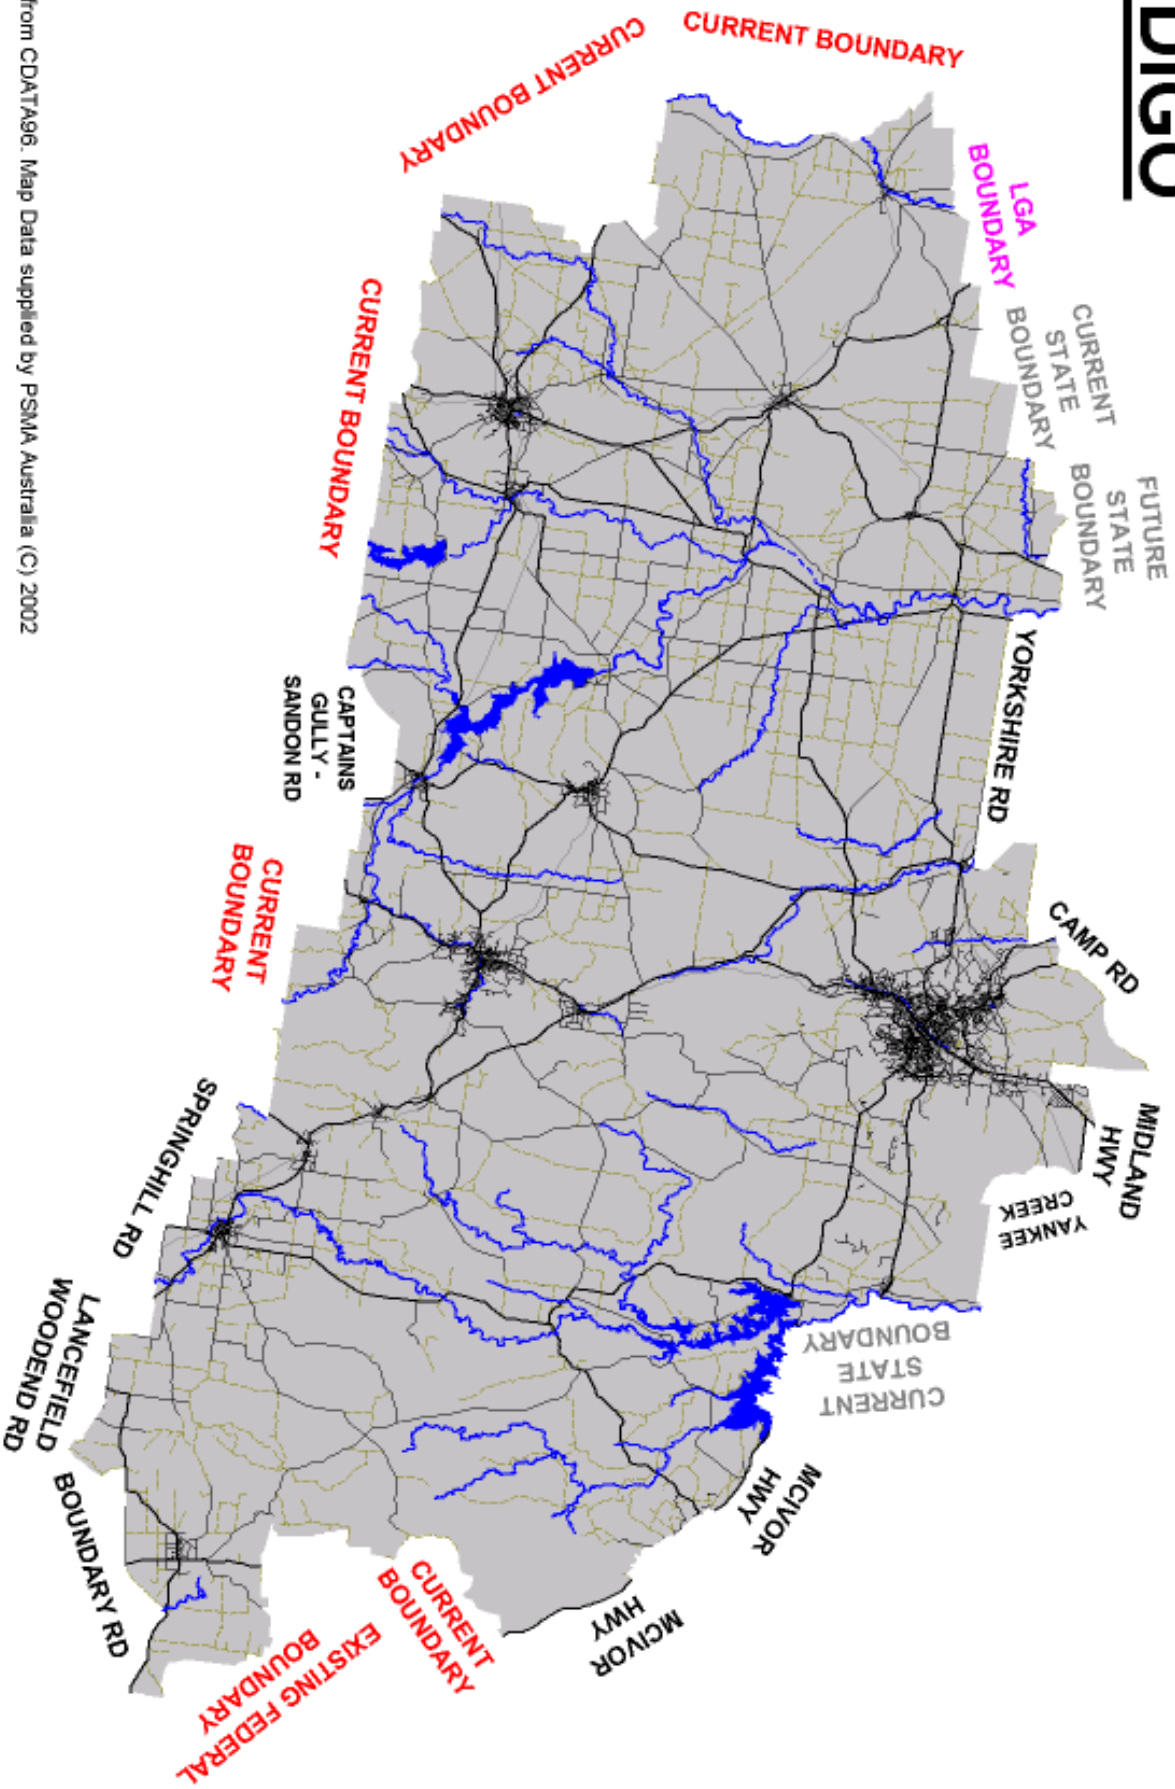 DIGO
CURRENT BOUNDARY
CURRENT BOUNDARY
LGA
BOUNDARY
CURRENT
STATE
BOUNDARY
FUTURE
STATE
BOUNDARY
YORKSHIRE RD
CAMP RD
MIDLAND
HWY
YANKEE
CREEK
CURRENT
STATE
BOUNDARY
MCIVOR
HWY
MCIVOR
HWY
CURRENT
BOUNDARY
EXISTING FEDERAL
BOUNDARY
BOUNDARY RD
LANCEFIELD
WOODEND RD
SPRINGHILL RD
CURRENT
BOUNDARY
CAPTAINS
GULLY -
SANDON RD
CURRENT BOUNDARY
from CDATA96. Map Data supplied by PSMA Australia (C) 2002